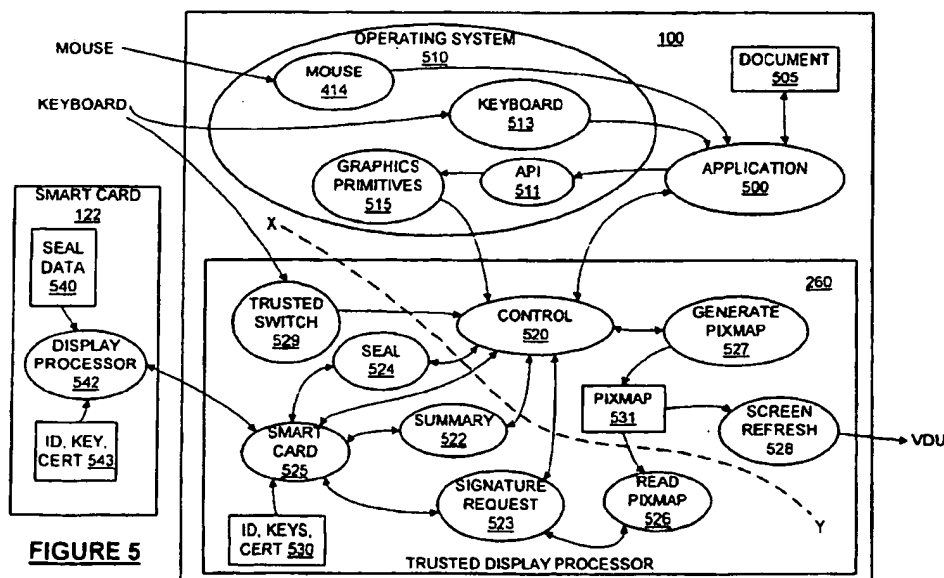 OPERATING SYSTEM
510
100
MOUSE
MOUSE
414
DOCUMENT
505
KEYBOARD
KEYBOARD
513
GRAPHICS
PRIMITIVES
515
API
511
APPLICATION
500
SMART CARD
122
X
SEAL
DATA
540
260
TRUSTED
SWITCH
529
CONTROL
520
GENERATE
PIXMAP
527
DISPLAY
PROCESSOR
542
SEAL
524
PIXMAP
531
SCREEN
REFRESH
528
VDU
SUMMARY
522
SMART
CARD
525
ID, KEY,
CERT 543
SIGNATURE
REQUEST
523
READ
PIXMAP
526
Y
ID, KEYS,
CERT 530
FIGURE 5
TRUSTED DISPLAY PROCESSOR